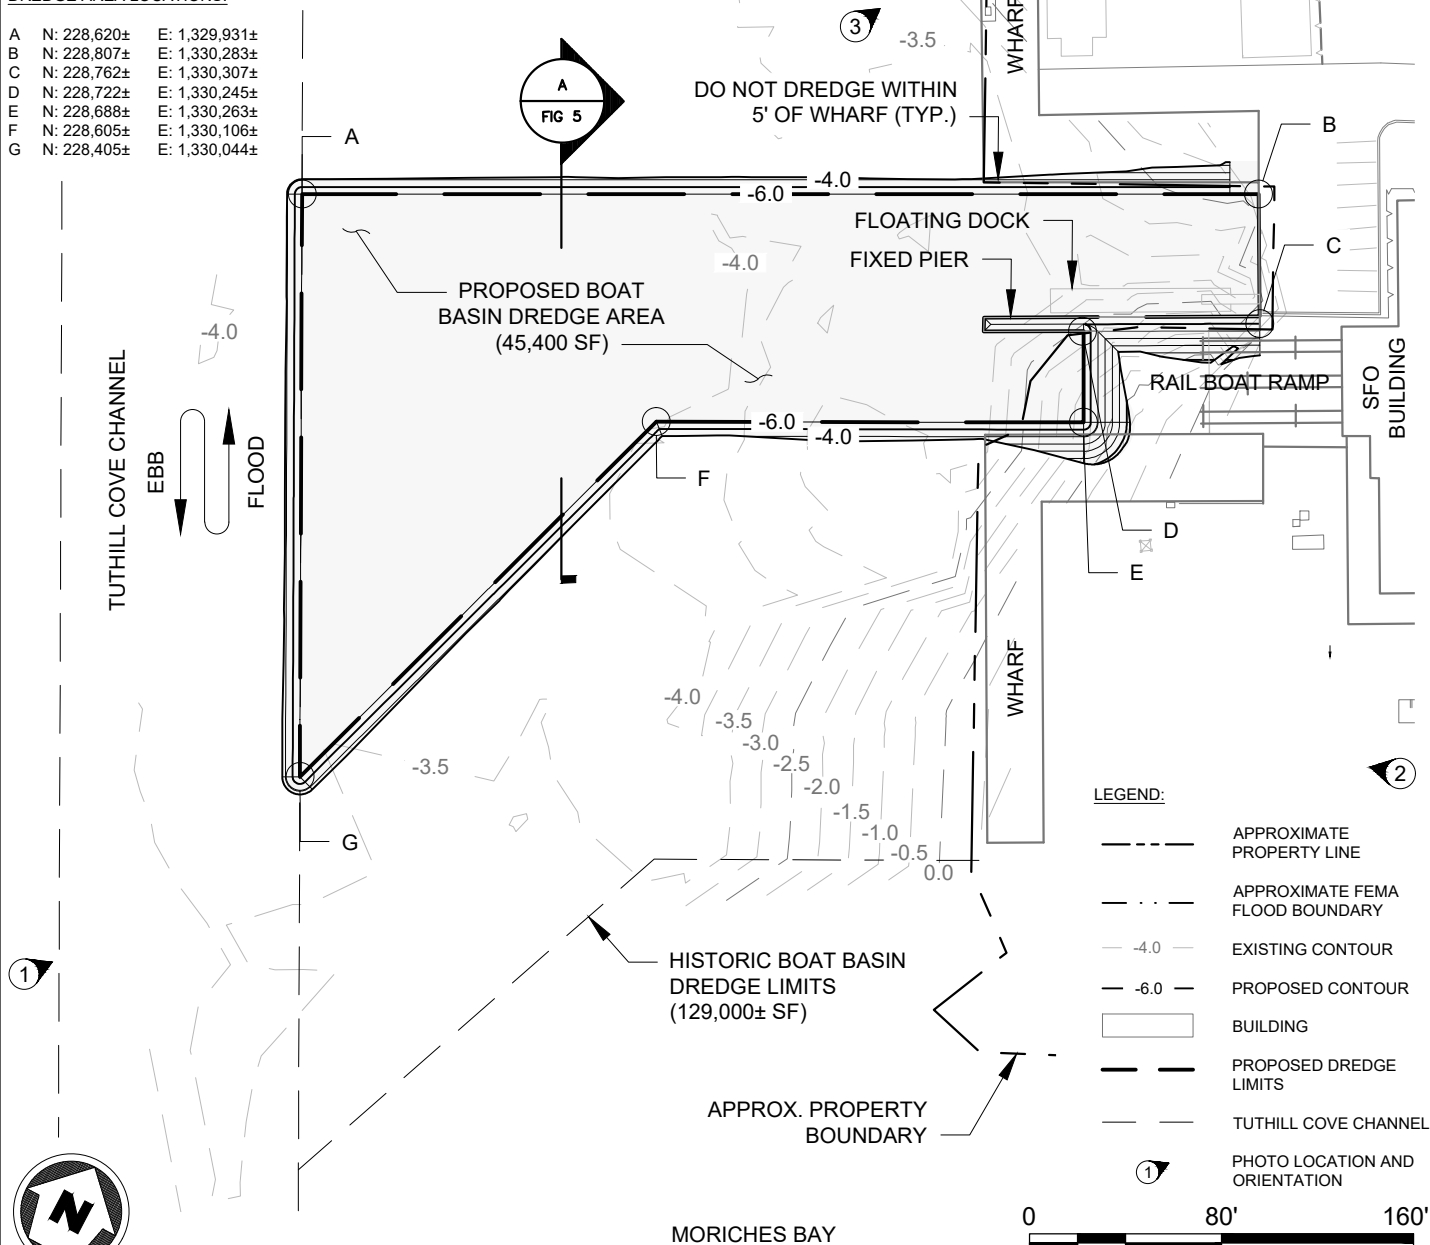 A N: 228,620± E: 1,329,931±
B N: 228,807± E: 1,330,283±
C N: 228,762± E: 1,330,307±
D N: 228,722± E: 1,330,245±
E N: 228,688± E: 1,330,263±
F N: 228,605± E: 1,330,106±
G N: 228,405± E: 1,330,044±
A
FIG 5
3
-3.5
WHARF
DO NOT DREDGE WITHIN
5' OF WHARF (TYP.)
A
B
-4.0
-6.0
FLOATING DOCK
C
FIXED PIER
-4.0
PROPOSED BOAT
BASIN DREDGE AREA
(45,400 SF)
-4.0
TUTHILL COVE CHANNEL
EBB
FLOOD
RAIL BOAT RAMP
SFO
BUILDING
-6.0
-4.0
F
D
E
WHARF
-4.0
-3.5
-3.0
-2.5
-2.0
-1.5
-1.0
-0.5
0.0
-3.5
G
2
1
HISTORIC BOAT BASIN
DREDGE LIMITS
(129,000± SF)
APPROX. PROPERTY
BOUNDARY
LEGEND:
APPROXIMATE
PROPERTY LINE
APPROXIMATE FEMA
FLOOD BOUNDARY
-4.0 EXISTING CONTOUR
-6.0 PROPOSED CONTOUR
BUILDING
PROPOSED DREDGE
LIMITS
TUTHILL COVE CHANNEL
1 PHOTO LOCATION AND
ORIENTATION
N
MORICHES BAY
0 80' 160'